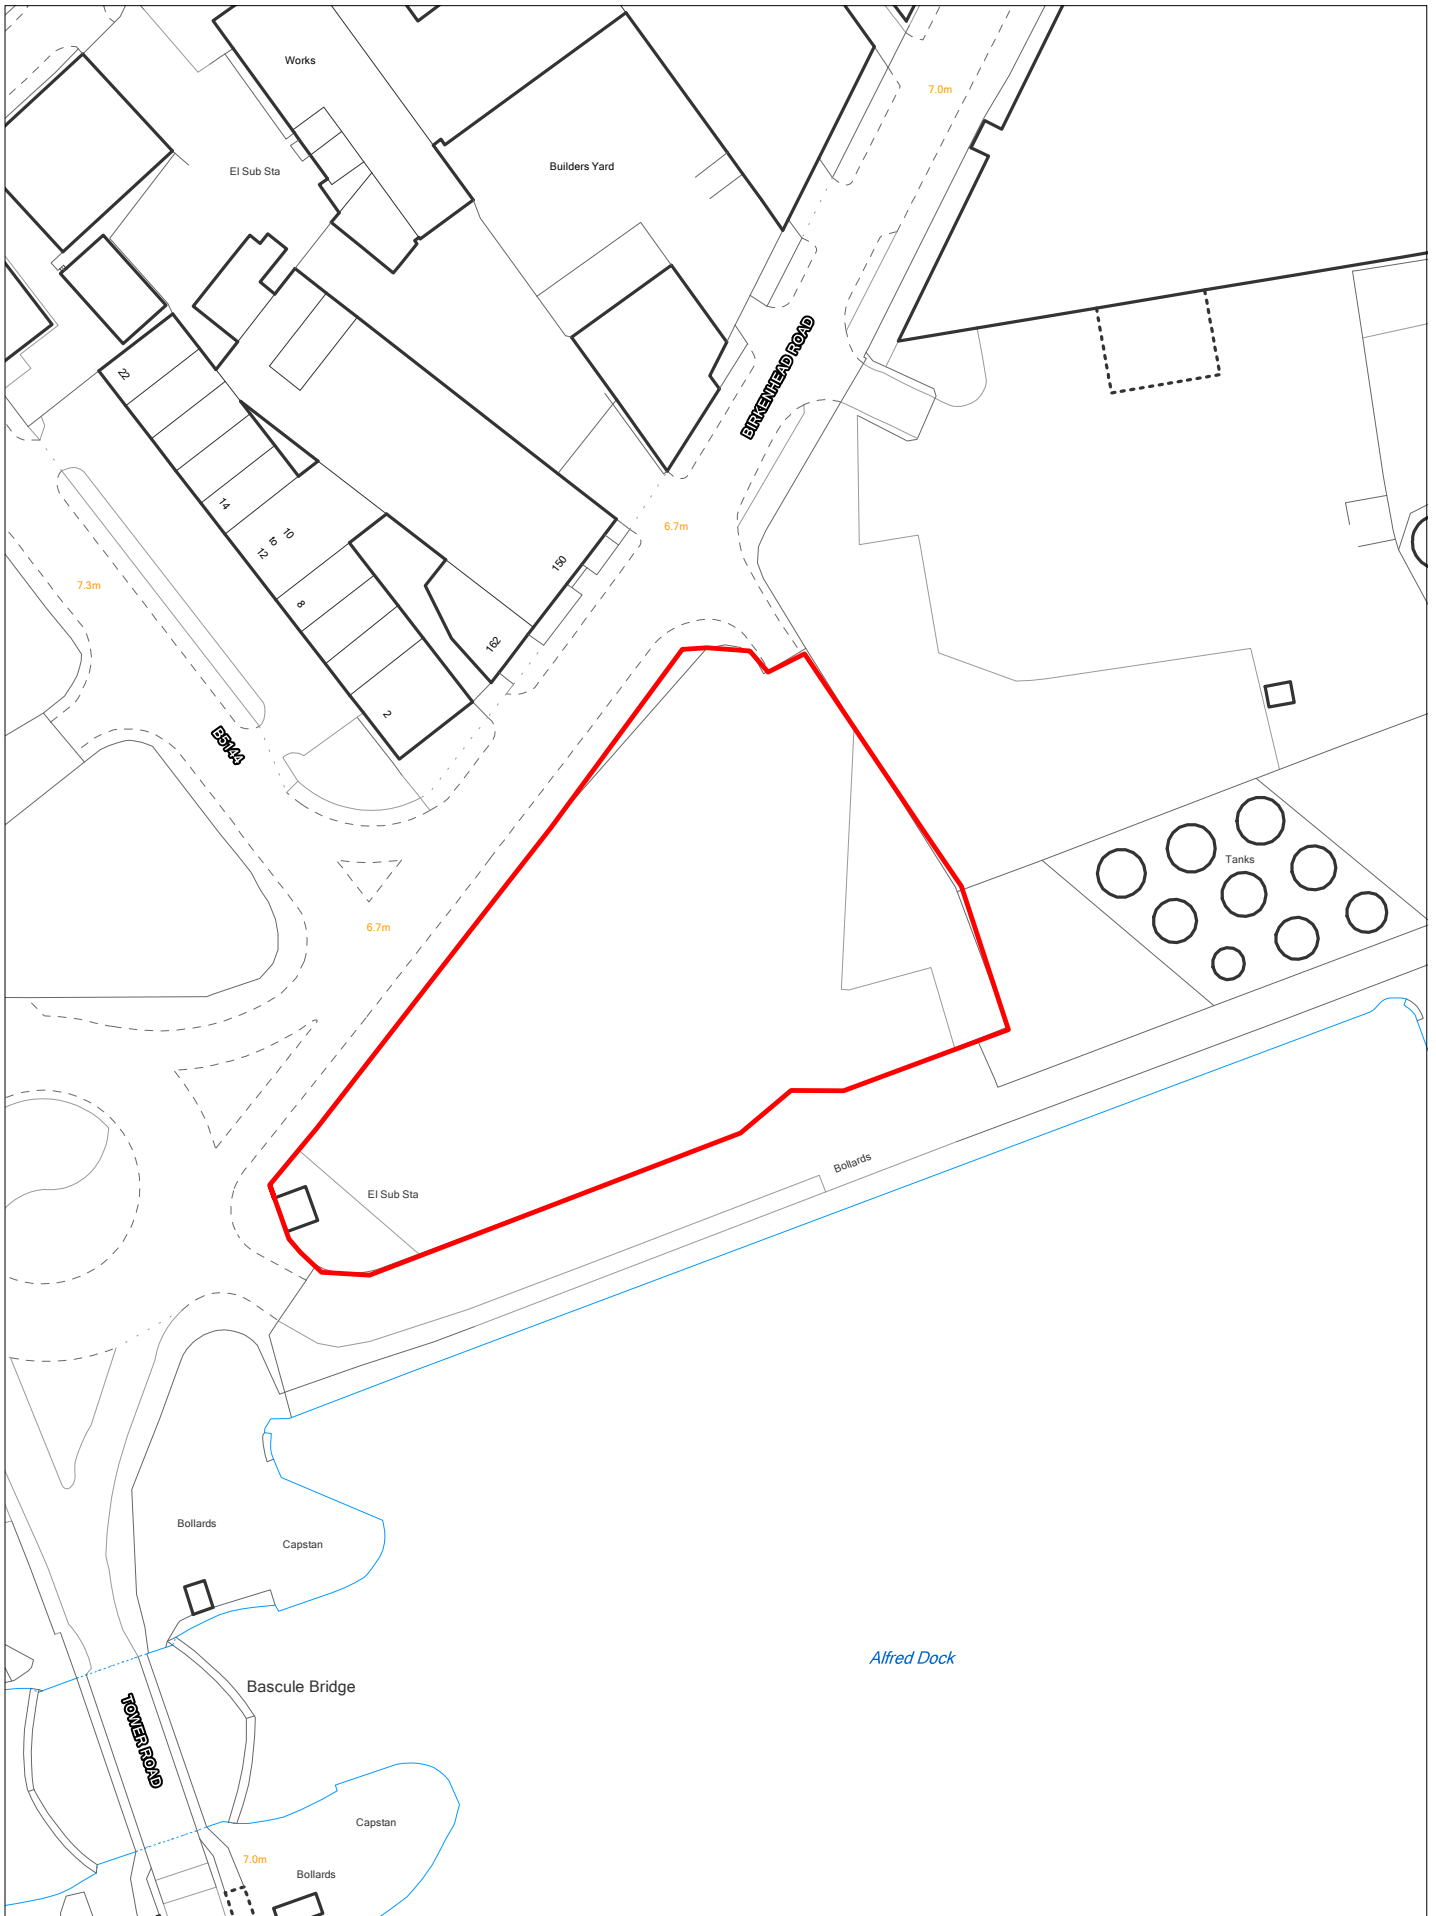 Works
7.0m
El Sub Sta
Builders Yard
BIRKENHEAD ROAD
22
14
10
to
12
6.7m
150
7.3m
8
162
2
B5144
Tanks
6.7m
Bollards
El Sub Sta
Bollards
Capstan
Alfred Dock
Bascule Bridge
TOWER ROAD
Capstan
7.0m
Bollards